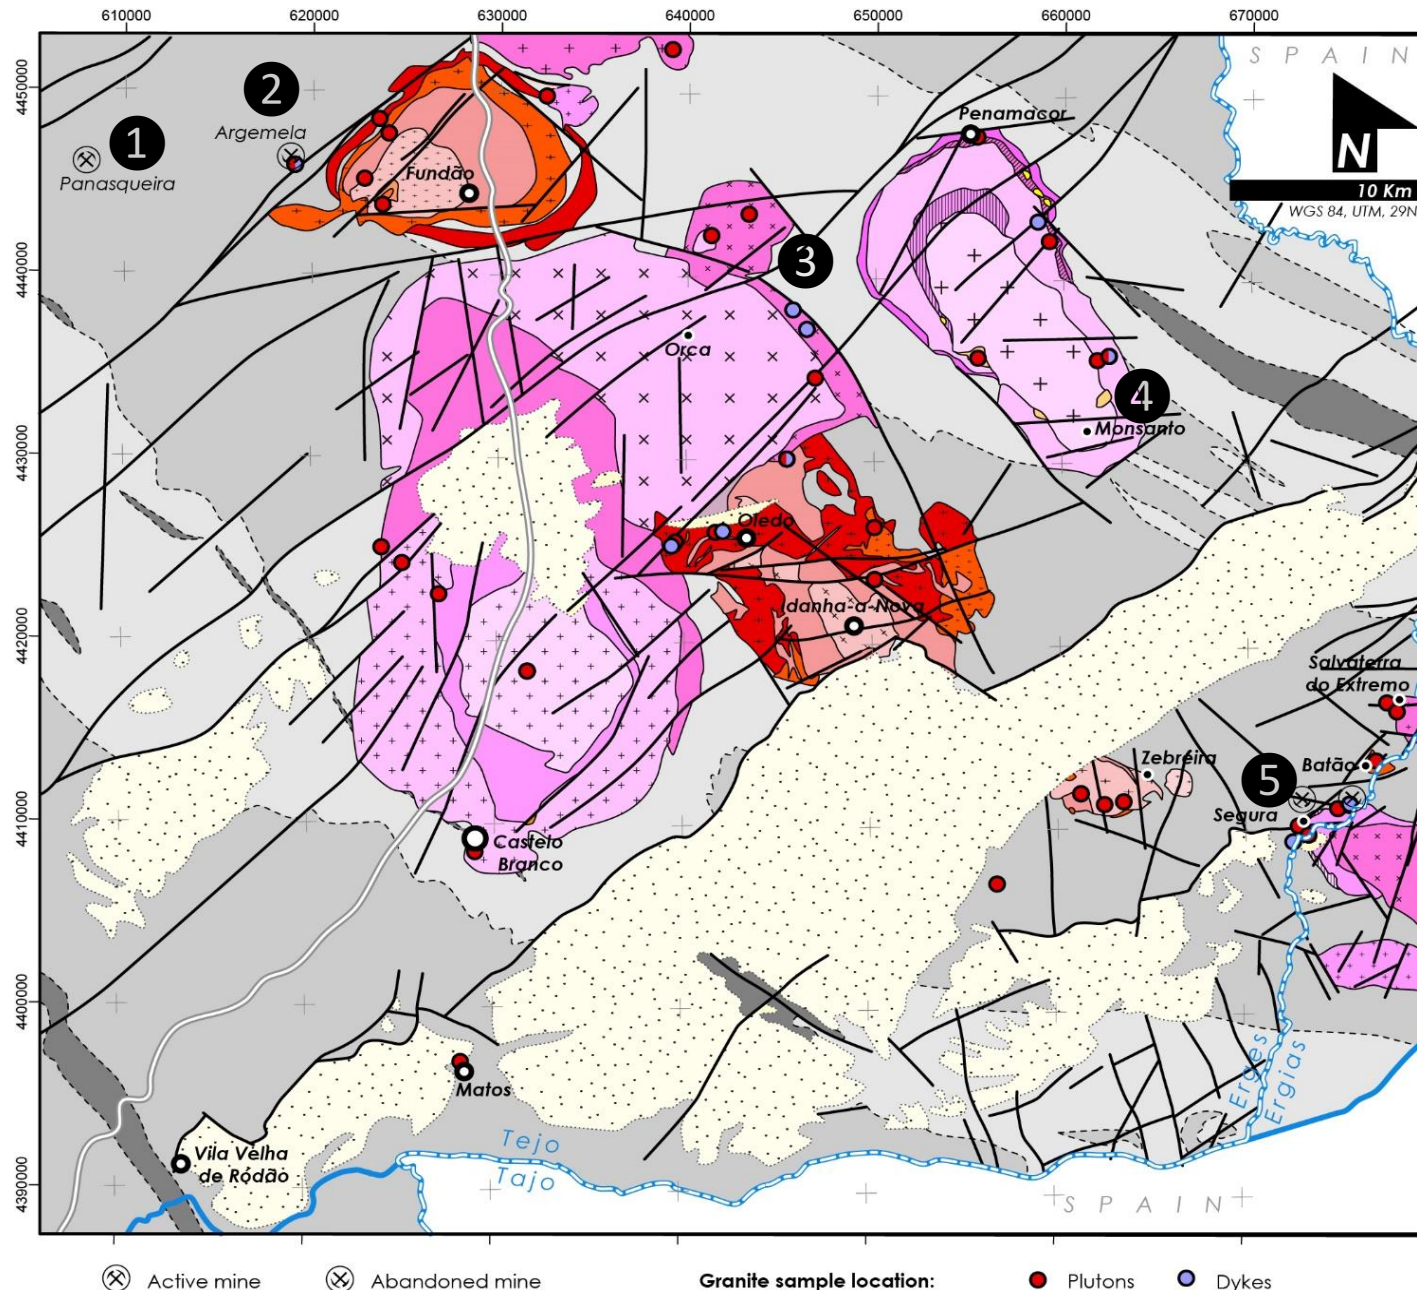 610000 620000 630000 640000 650000 660000 670000
4450000
4440000
4430000
4420000
4410000
4400000
4390000
SPAIN
N
10 Km
WGS 84, UTM, 29N
1
Panasqueira
2
Argemela
Fundão
Penamacor
3
Orca
4
Monsanto
Oledo
Idanha-a-Nova
Salvaterra
do Extremo
Zebreira
Batão
5
Segura
Castelo
Branco
Matos
Vila Velha
de Ródão
Tejo
Tajo
Erges
Ergias
SPAIN
Active mine
Abandoned mine
Granite sample location:
Plutons
Dykes